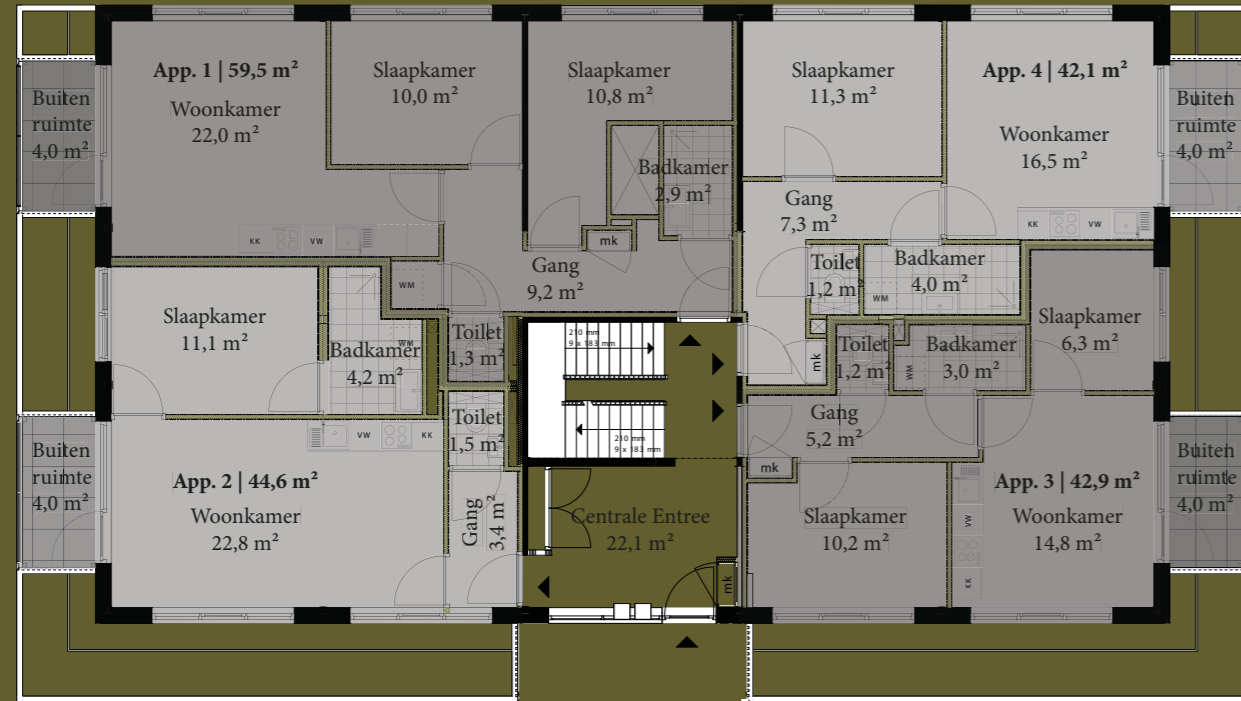 Buiten
ruimte
4,0 m²
App. 1 | 59,5 m²
Woonkamer
22,0 m²
KK
VW
Slaapkamer
10,0 m²
Slaapkamer
10,8 m²
Badkamer
2,9 m²
mk
Gang
9,2 m²
WM
Toilet
1,3 m²
Slaapkamer
11,3 m²
App. 4 | 42,1 m²
Woonkamer
16,5 m²
KK
VW
Buiten
ruimte
4,0 m²
Gang
7,3 m²
Toilet
1,2 m²
Badkamer
4,0 m²
WM
mk
Slaapkamer
11,1 m²
Badkamer
4,2 m²
WM
Toilet
1,5 m²
Buiten
ruimte
4,0 m²
App. 2 | 44,6 m²
Woonkamer
22,8 m²
VW
KK
Gang
3,4 m²
210 mm
9 x 183 mm
210 mm
9 x 183 mm
Centrale Entree
22,1 m²
mk
Toilet
1,2 m²
Badkamer
3,0 m²
WM
Slaapkamer
6,3 m²
Gang
5,2 m²
mk
Slaapkamer
10,2 m²
App. 3 | 42,9 m²
Woonkamer
14,8 m²
VW
KK
Buiten
ruimte
4,0 m²